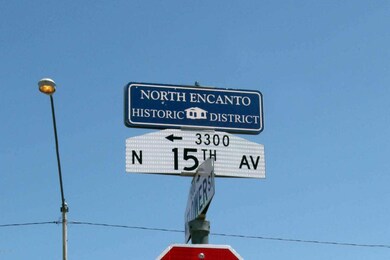 NORTH ENCANTO
HISTORIC DISTRICT
← 3300
N 15TH AV